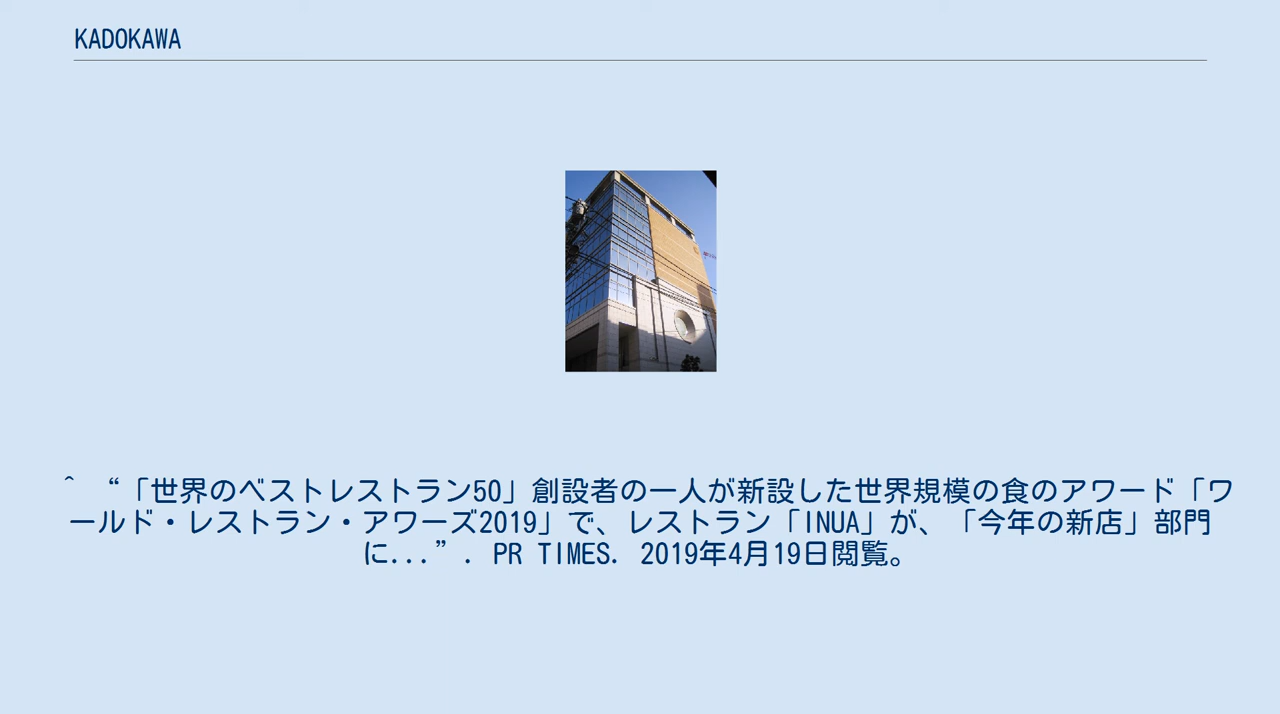 KADOKAWA
^ “「世界のベストレストラン50」創設者の一人が新設した世界規模の食のアワード「ワ
ールド・レストラン・アワーズ2019」で、レストラン「INUA」が、「今年の新店」部門
に...”. PR TIMES. 2019年4月19日閲覧。